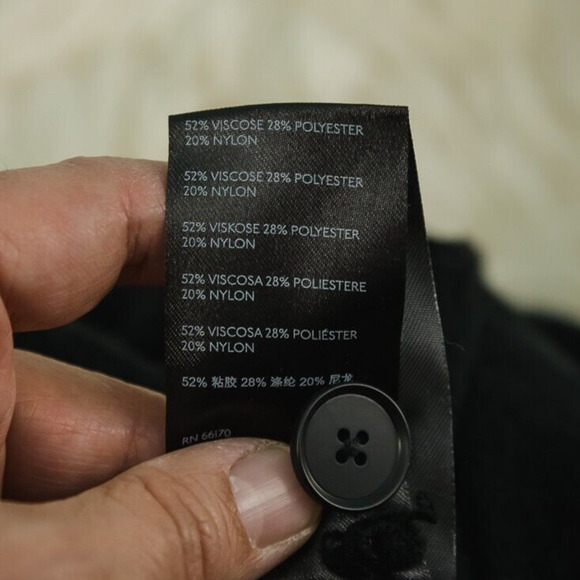 52% VISCOSE 28% POLYESTER
20% NYLON
52% VISCOSE 28% POLYESTER
20% NYLON
52% VISKOSE 28% POLYESTER
20% NYLON
52% VISCOSA 28% POLIESTERE
20% NYLON
52% VISCOSA 28% POLIÉSTER
20% NYLON
52% 粘胶 28% 涤纶 20% 尼龙
RN 66170